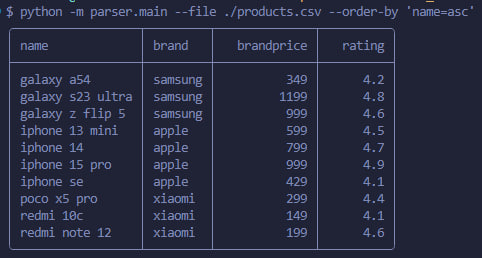 $ python -m parser.main --file ./products.csv --order-by 'name=asc'
name brand brandprice rating
galaxy a54 samsung 349 4.2
galaxy s23 ultra samsung 1199 4.8
galaxy z flip 5 samsung 999 4.6
iphone 13 mini apple 599 4.5
iphone 14 apple 799 4.7
iphone 15 pro apple 999 4.9
iphone se apple 429 4.1
poco x5 pro xiaomi 299 4.4
redmi 10c xiaomi 149 4.1
redmi note 12 xiaomi 199 4.6